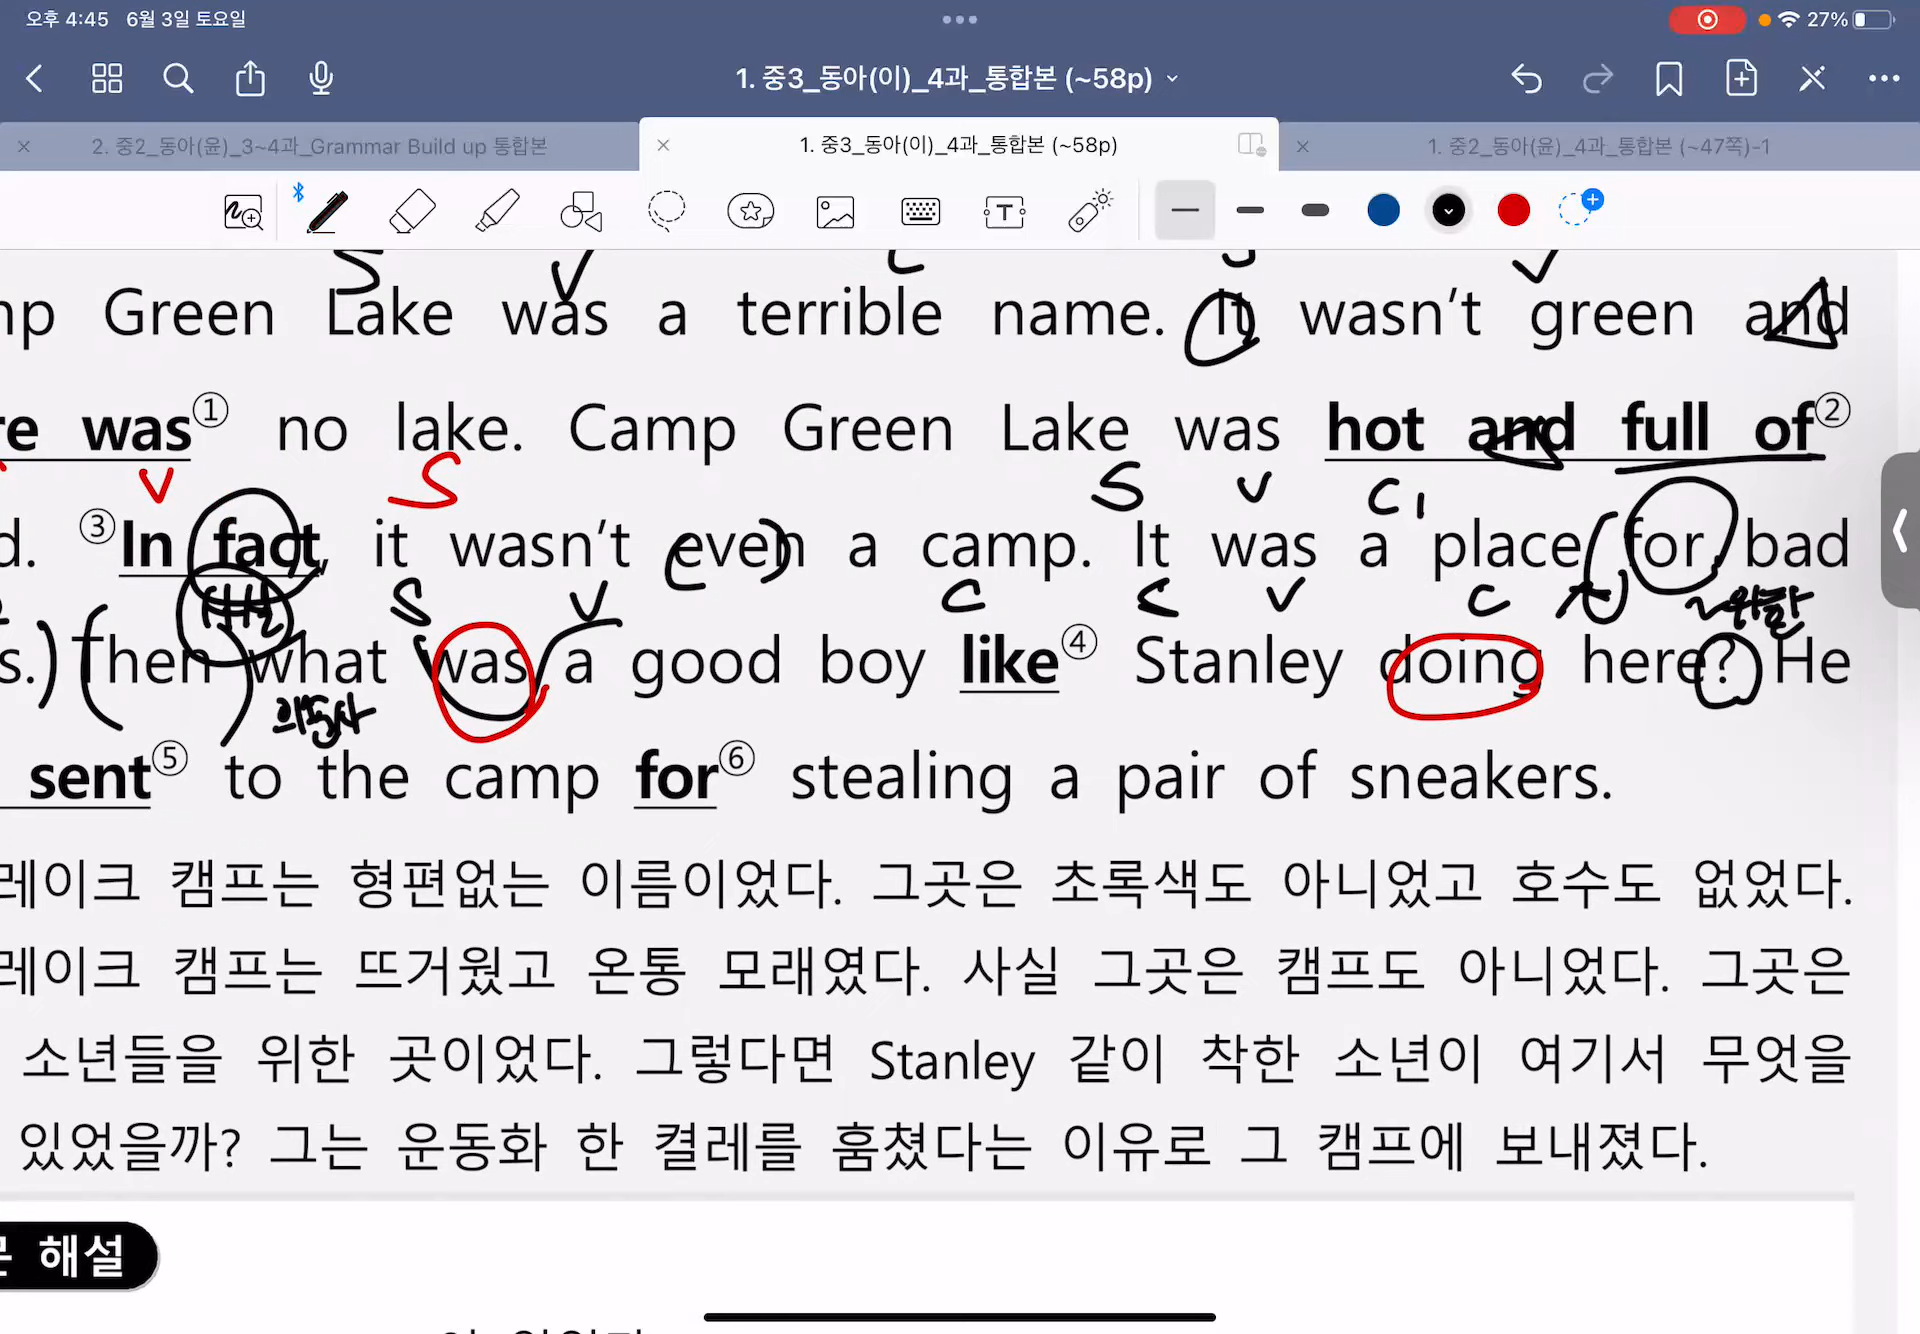 오후 4:45 6월 3일 토요일
27%
1. 중3_동아(이)_4과_통합본 (~58p)
2. 중2_동아(윤)_3~4과_Grammar Build up 통합본
1. 중3_동아(이)_4과_통합본 (~58p)
1. 중2_동아(윤)_4과_통합본 (~47쪽)-1
S V C S V
mp Green Lake was a terrible name. It wasn't green and
re was① no lake. Camp Green Lake was hot and full of②
V S S V C1
d. ③In fact, it wasn't even a camp. It was a place for bad
사실 S V C S V C 전 ~위한
s.) Then what was a good boy like④ Stanley doing here? He
의문사
sent⑤ to the camp for⑥ stealing a pair of sneakers.
레이크 캠프는 형편없는 이름이었다. 그곳은 초록색도 아니었고 호수도 없었다.
레이크 캠프는 뜨거웠고 온통 모래였다. 사실 그곳은 캠프도 아니었다. 그곳은
소년들을 위한 곳이었다. 그렇다면 Stanley 같이 착한 소년이 여기서 무엇을
있었을까? 그는 운동화 한 켤레를 훔쳤다는 이유로 그 캠프에 보내졌다.
해설